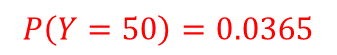 P(Y = 50) = 0.0365